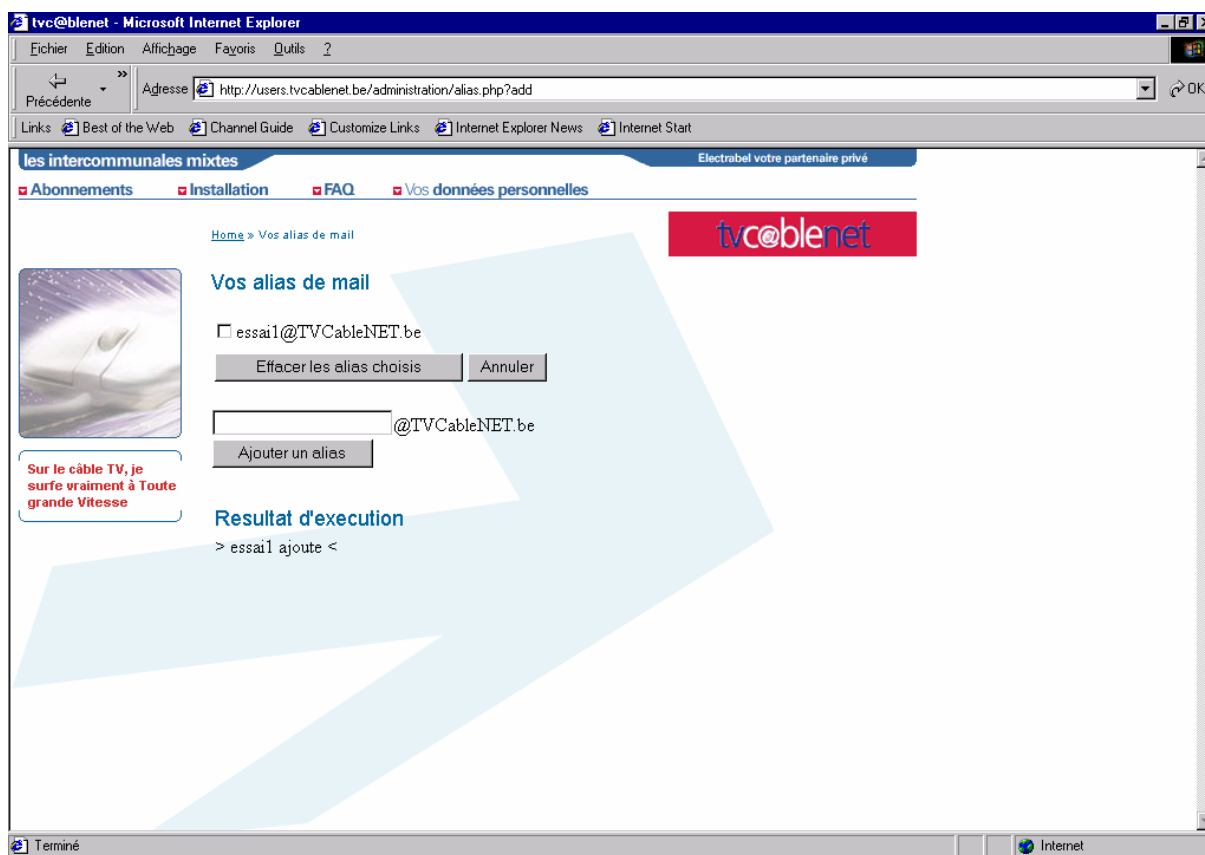 tvc@blenet - Microsoft Internet Explorer
Fichier Edition Affichage Favoris Outils ?
Précédente » Adresse http://users.tvcablenet.be/administration/alias.php?add OK
Links Best of the Web Channel Guide Customize Links Internet Explorer News Internet Start
les intercommunales mixtes Electrabel votre partenaire privé
Abonnements Installation FAQ Vos données personnelles
Home » Vos alias de mail
tvc@blenet
Vos alias de mail
essai1@TVCableNET.be
Effacer les alias choisis Annuler
@TVCableNET.be
Ajouter un alias
Sur le câble TV, je
surfe vraiment à Toute
grande Vitesse
Resultat d'execution
> essai1 ajoute <
Terminé Internet